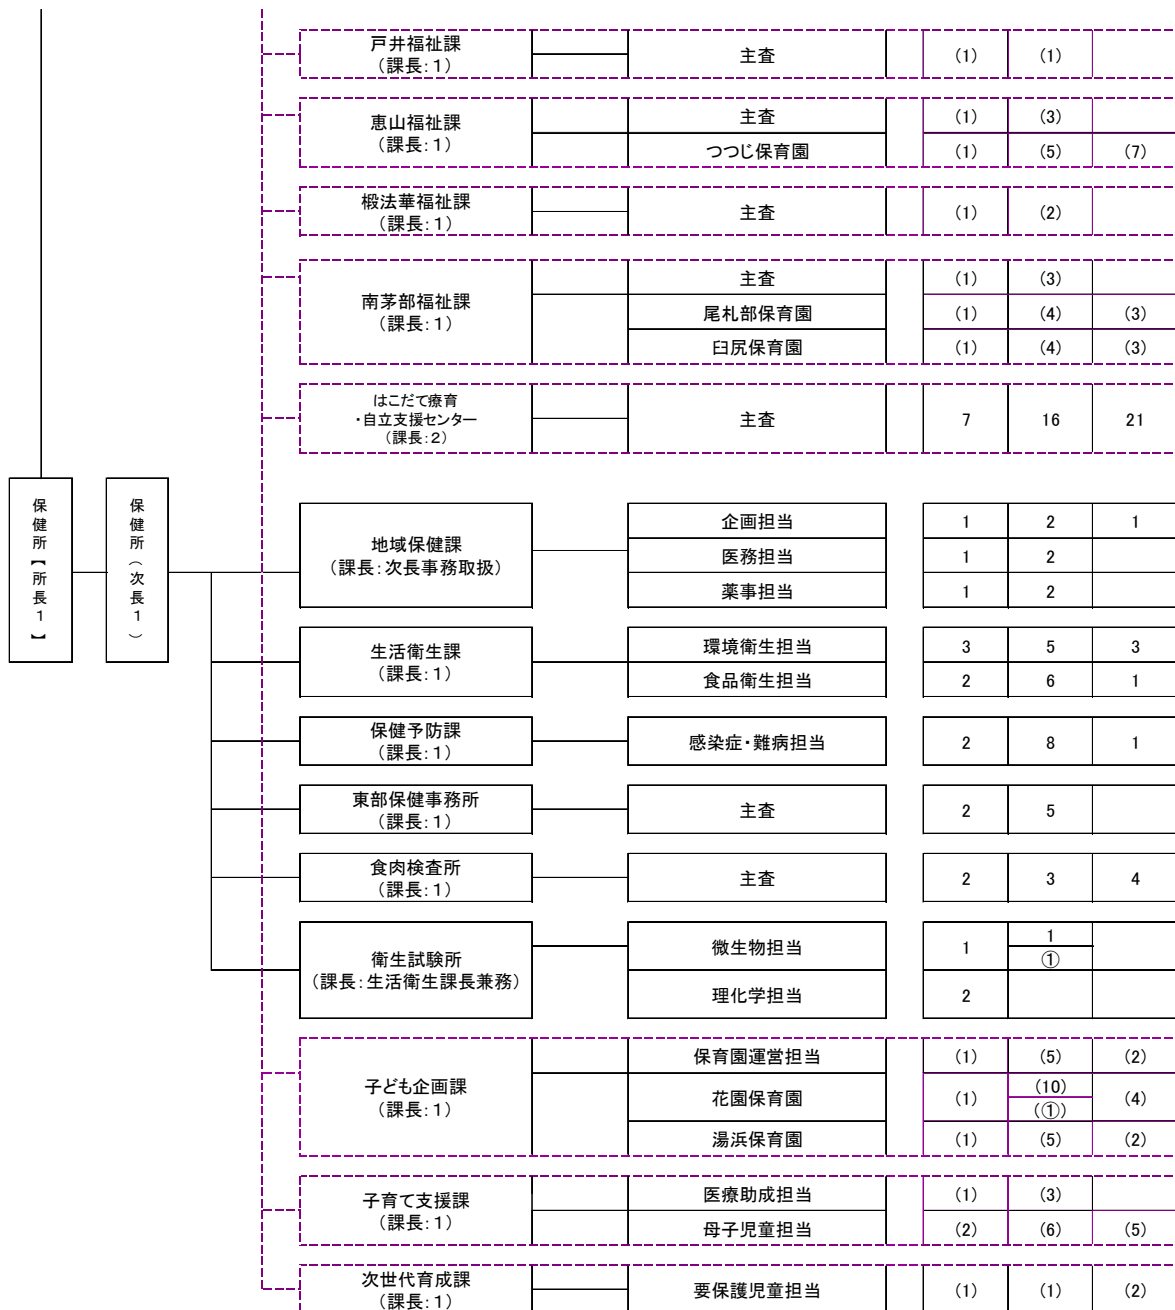 戸井福祉課
（課長：１）
主査
(1)
(1)
恵山福祉課
（課長：１）
主査
(1)
(3)
つつじ保育園
(1)
(5)
(7)
椴法華福祉課
（課長：１）
主査
(1)
(2)
南茅部福祉課
（課長：１）
主査
(1)
(3)
尾札部保育園
(1)
(4)
(3)
臼尻保育園
(1)
(4)
(3)
はこだて療育
・自立支援センター
（課長：２）
主査
7
16
21
保健所【所長１】
保健所（次長１）
地域保健課
（課長：次長事務取扱）
企画担当
1
2
1
医務担当
1
2
薬事担当
1
2
生活衛生課
（課長：１）
環境衛生担当
3
5
3
食品衛生担当
2
6
1
保健予防課
（課長：１）
感染症・難病担当
2
8
1
東部保健事務所
（課長：１）
主査
2
5
食肉検査所
（課長：１）
主査
2
3
4
衛生試験所
（課長：生活衛生課長兼務）
微生物担当
1
1
①
理化学担当
2
子ども企画課
（課長：１）
保育園運営担当
(1)
(5)
(2)
花園保育園
(1)
(10)
(①)
(4)
湯浜保育園
(1)
(5)
(2)
子育て支援課
（課長：１）
医療助成担当
(1)
(3)
母子児童担当
(2)
(6)
(5)
次世代育成課
（課長：１）
要保護児童担当
(1)
(1)
(2)